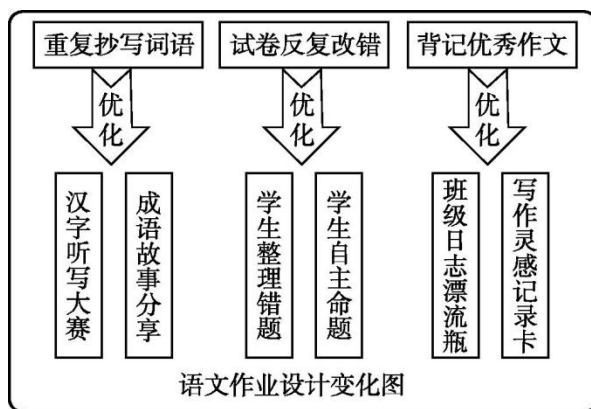 重复抄写词语
试卷反复改错
背记优秀作文
优化
优化
优化
汉字听写大赛
成语故事分享
学生整理错题
学生自主命题
班级日志漂流瓶
写作灵感记录卡
语文作业设计变化图